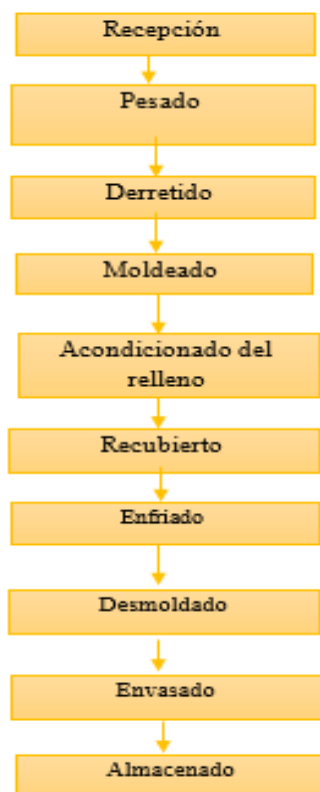 Recepción
Pesado
Derretido
Moldeado
Acondicionado del
relleno
Recubierto
Enfriado
Desmoldado
Envasado
Almacenado